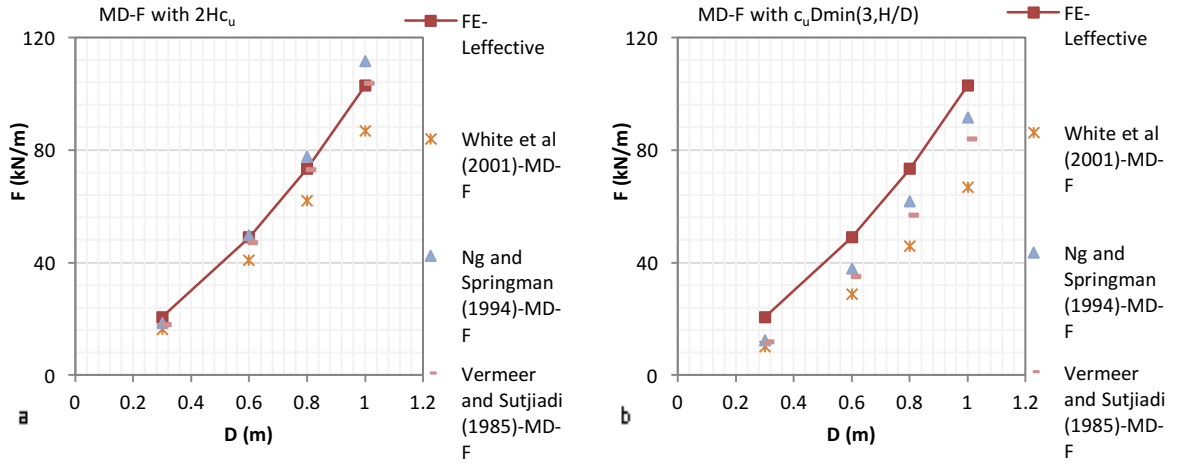 MD-F with 2Hcu
FE-
Leffective
120
80
40
0
F (kN/m)
0
0.2
0.4
0.6
0.8
1
1.2
D (m)
White et al
(2001)-MD-
F
Ng and
Springman
(1994)-MD-
F
Vermeer
and Sutjiadi
(1985)-MD-
F
a
MD-F with cuDmin(3,H/D)
FE-
Leffective
120
80
40
0
F (kN/m)
0
0.2
0.4
0.6
0.8
1
1.2
D (m)
White et al
(2001)-MD-
F
Ng and
Springman
(1994)-MD-
F
Vermeer
and Sutjiadi
(1985)-MD-
F
b